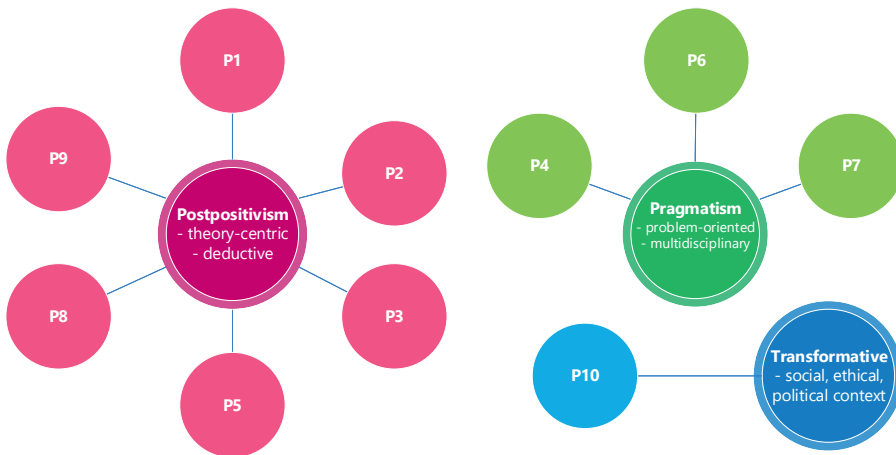 P1
P9
P2
Postpositivism
- theory-centric
- deductive
P8
P3
P5
P6
P4
P7
Pragmatism
- problem-oriented
- multidisciplinary
P10
Transformative
- social, ethical,
political context